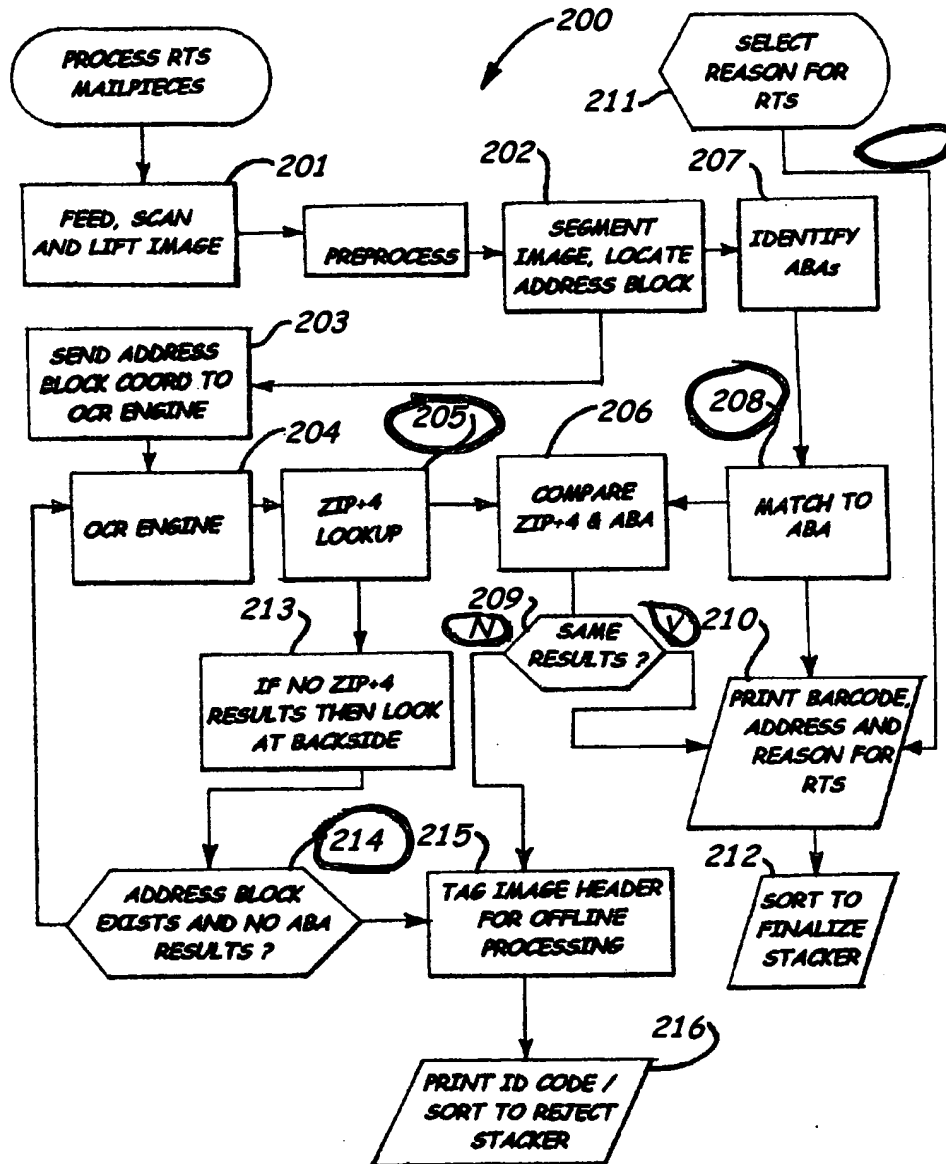 200
PROCESS RTS
MAILPIECES
SELECT
REASON FOR
RTS
211
201
FEED, SCAN
AND LIFT IMAGE
PREPROCESS
202
SEGMENT
IMAGE, LOCATE
ADDRESS BLOCK
207
IDENTIFY
ABAs
203
SEND ADDRESS
BLOCK COORD TO
OCR ENGINE
204
OCR ENGINE
205
ZIP+4
LOOKUP
206
COMPARE
ZIP+4 & ABA
208
MATCH TO
ABA
213
IF NO ZIP+4
RESULTS THEN LOOK
AT BACKSIDE
209
N
SAME
RESULTS ?
Y
210
PRINT BARCODE,
ADDRESS AND
REASON FOR
RTS
214
ADDRESS BLOCK
EXISTS AND NO ABA
RESULTS ?
215
TAG IMAGE HEADER
FOR OFFLINE
PROCESSING
212
SORT TO
FINALIZE
STACKER
216
PRINT ID CODE /
SORT TO REJECT
STACKER